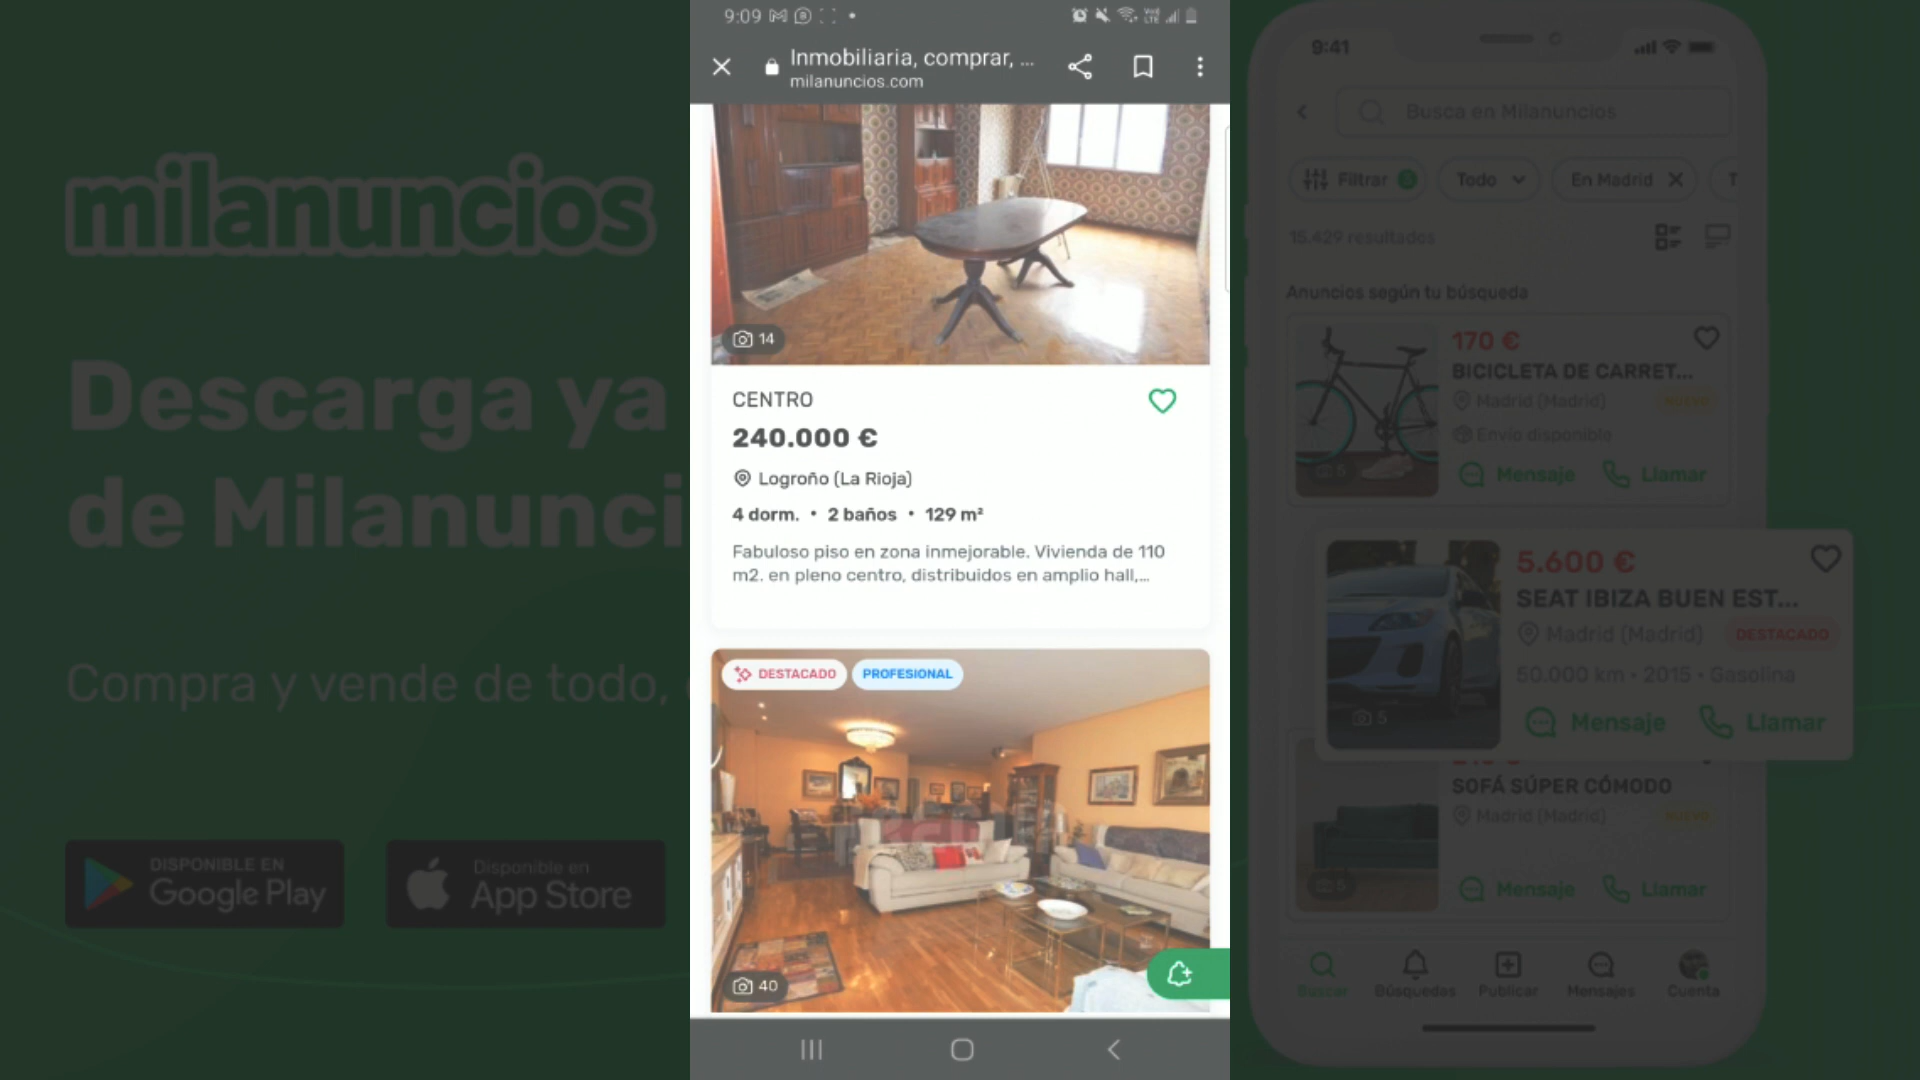 milanuncios
Descarga ya
de Milanunci
Compra y vende de todo,
DISPONIBLE EN
Google Play
Disponible en
App Store
9:09
Inmobiliaria, comprar, ...
milanuncios.com
14
CENTRO
240.000 €
Logroño (La Rioja)
4 dorm. • 2 baños • 129 m²
Fabuloso piso en zona inmejorable. Vivienda de 110
m2. en pleno centro, distribuidos en amplio hall,...
DESTACADO
PROFESIONAL
40
9:41
Busca en Milanuncios
Filtrar
Todo
En Madrid
15.429 resultados
Anuncios según tu búsqueda
170 €
BICICLETA DE CARRET...
Madrid (Madrid)
NUEVO
Envío disponible
5
Mensaje
Llamar
5.600 €
SEAT IBIZA BUEN EST...
Madrid (Madrid)
DESTACADO
50.000 km • 2015 • Gasolina
5
Mensaje
Llamar
SOFÁ SÚPER CÓMODO
Madrid (Madrid)
NUEVO
5
Mensaje
Llamar
Buscar
Búsquedas
Publicar
Mensajes
Cuenta